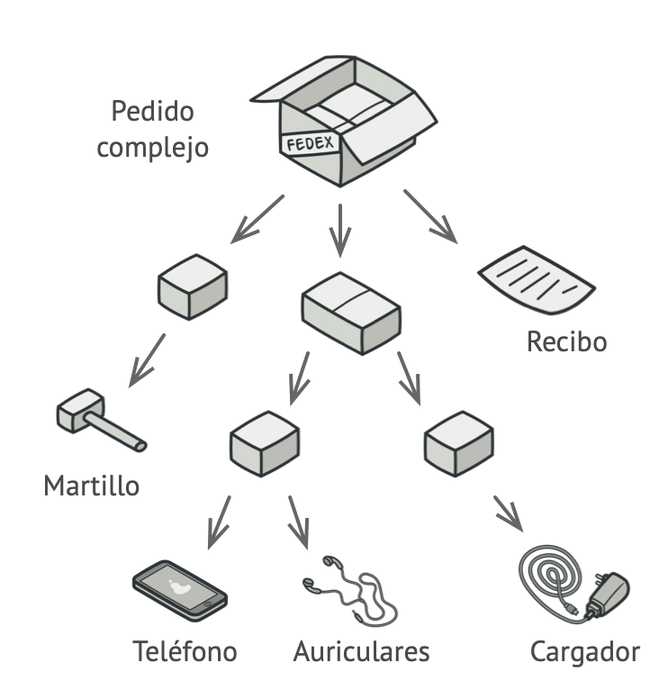 Pedido
complejo
FEDEX
Recibo
Martillo
Teléfono
Auriculares
Cargador